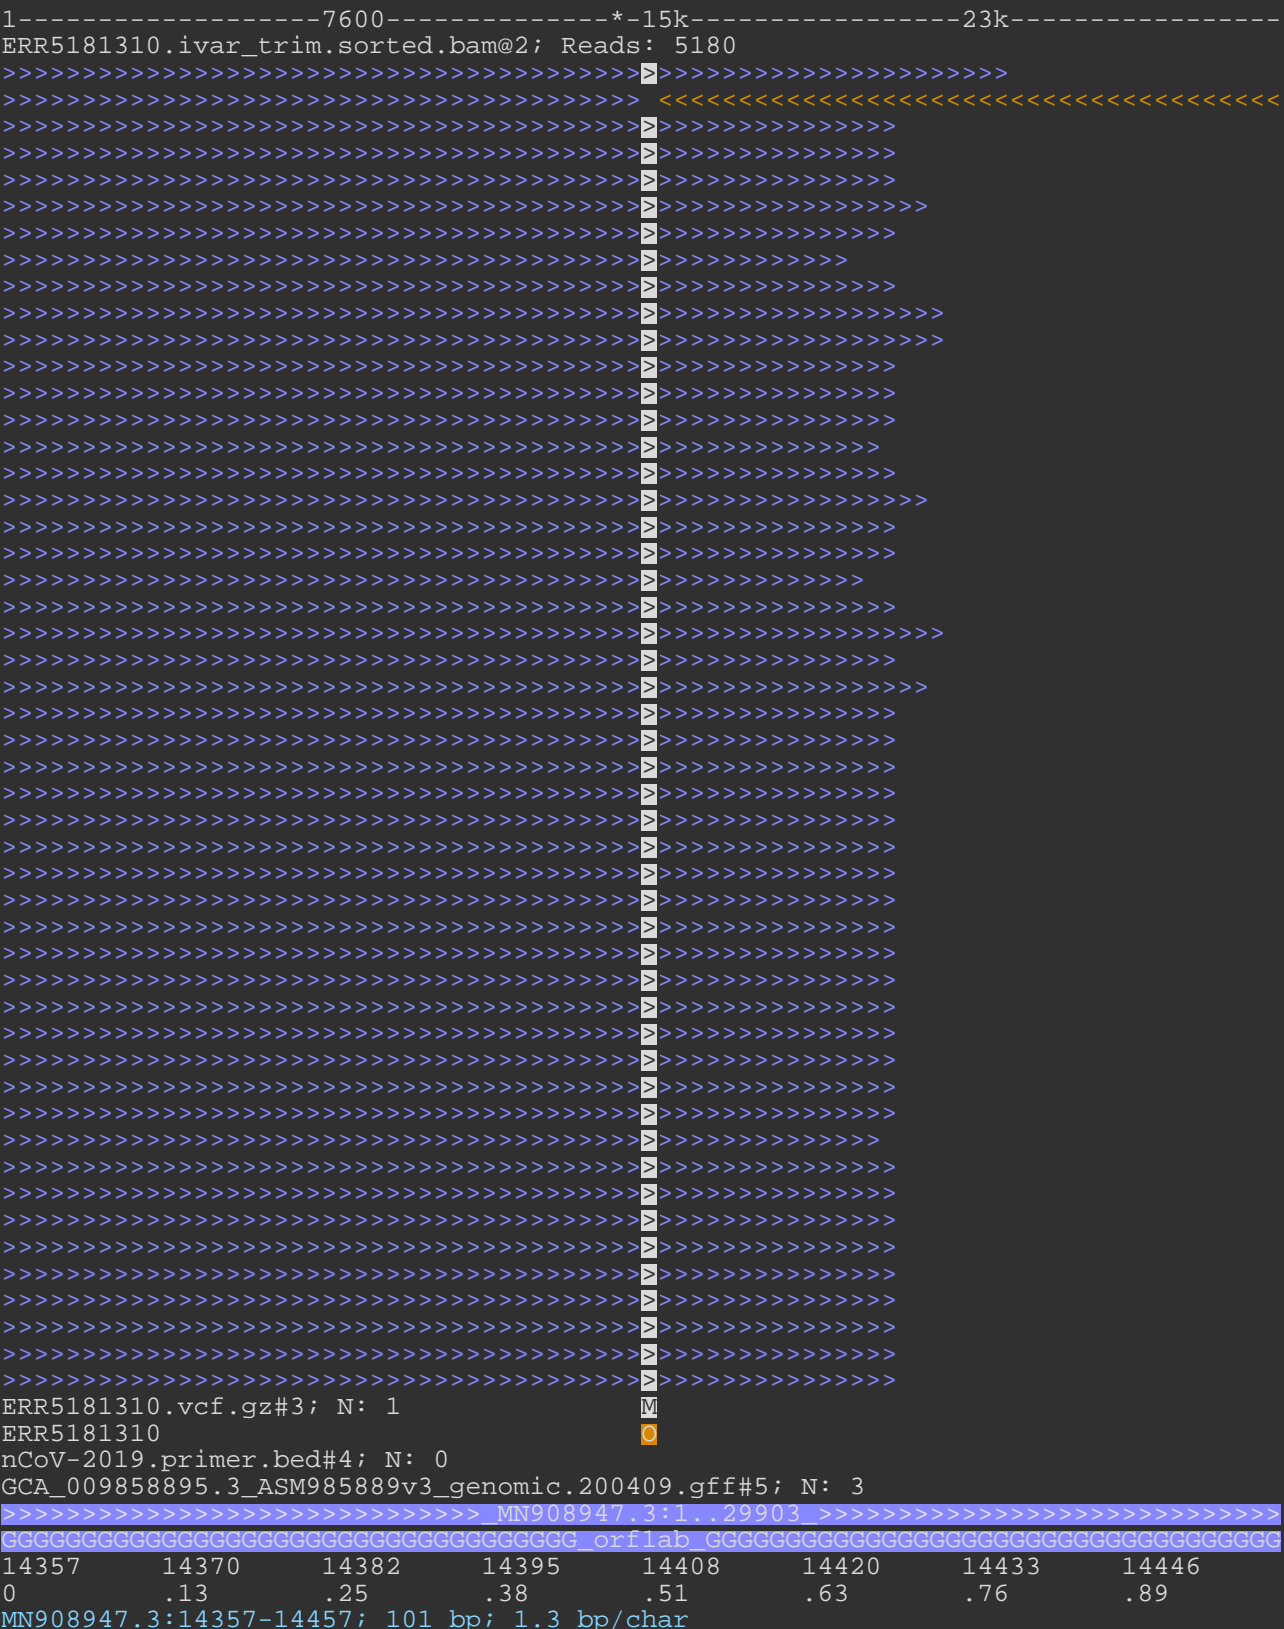 1-------------------7600--------------*-15k-----------------23k-----------------
ERR5181310.ivar_trim.sorted.bam@2; Reads: 5180
ERR5181310.vcf.gz#3; N: 1 M
ERR5181310 O
nCoV-2019.primer.bed#4; N: 0
GCA_009858895.3_ASM985889v3_genomic.200409.gff#5; N: 3
>>>>>>>>>>>>>>>>>>>>>>>>>>>>>>_MN908947.3:1..29903_>>>>>>>>>>>>>>>>>>>>>>>>>>>>>
GGGGGGGGGGGGGGGGGGGGGGGGGGGGGGGGGGGG_orf1ab_GGGGGGGGGGGGGGGGGGGGGGGGGGGGGGGGGGGG
14357 14370 14382 14395 14408 14420 14433 14446
0 .13 .25 .38 .51 .63 .76 .89
MN908947.3:14357-14457; 101 bp; 1.3 bp/char